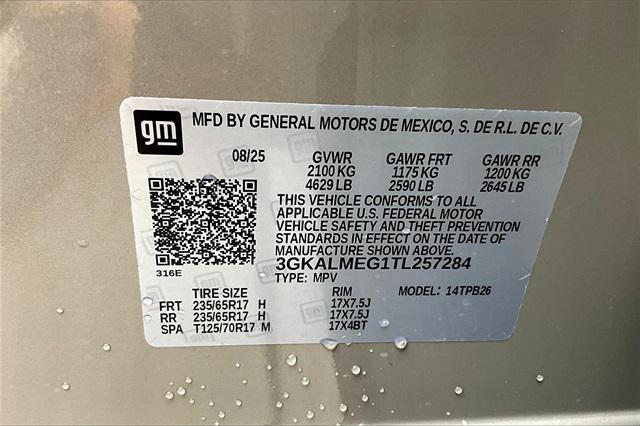 gm MFD BY GENERAL MOTORS DE MEXICO, S. DE R.L. DE C.V.
08/25 GVWR GAWR FRT GAWR RR
2100 KG 1175 KG 1200 KG
4629 LB 2590 LB 2645 LB
THIS VEHICLE CONFORMS TO ALL
APPLICABLE U.S. FEDERAL MOTOR
VEHICLE SAFETY AND THEFT PREVENTION
STANDARDS IN EFFECT ON THE DATE OF
MANUFACTURE SHOWN ABOVE.
316E 3GKALMEG1TL257284
TYPE: MPV
TIRE SIZE RIM MODEL: 14TPB26
FRT 235/65R17 H 17X7.5J
RR 235/65R17 H 17X7.5J
SPA T125/70R17 M 17X4BT